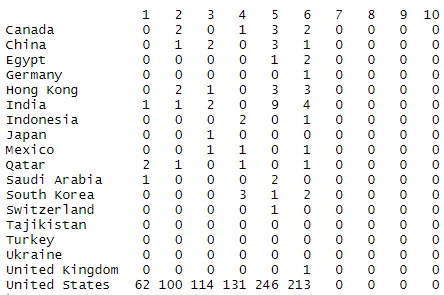 1 2 3 4 5 6 7 8 9 10
Canada 0 2 0 1 3 2 0 0 0 0
China 0 1 2 0 3 1 0 0 0 0
Egypt 0 0 0 0 1 2 0 0 0 0
Germany 0 0 0 0 0 1 0 0 0 0
Hong Kong 0 2 1 0 3 3 0 0 0 0
India 1 1 2 0 9 4 0 0 0 0
Indonesia 0 0 0 2 0 1 0 0 0 0
Japan 0 0 1 0 0 0 0 0 0 0
Mexico 0 0 1 1 0 1 0 0 0 0
Qatar 2 1 0 1 0 1 0 0 0 0
Saudi Arabia 1 0 0 0 2 0 0 0 0 0
South Korea 0 0 0 3 1 2 0 0 0 0
Switzerland 0 0 0 0 1 0 0 0 0 0
Tajikistan 0 0 0 0 0 0 0 0 0 0
Turkey 0 0 0 0 0 0 0 0 0 0
Ukraine 0 0 0 0 0 0 0 0 0 0
United Kingdom 0 0 0 0 0 1 0 0 0 0
United States 62 100 114 131 246 213 0 0 0 0